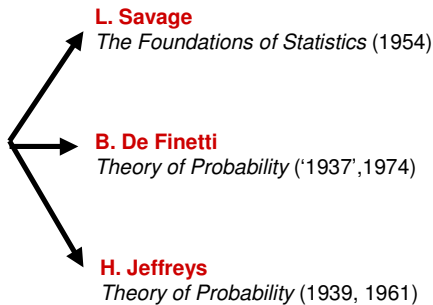 L. Savage
The Foundations of Statistics (1954)
B. De Finetti
Theory of Probability (‘1937’,1974)
H. Jeffreys
Theory of Probability (1939, 1961)